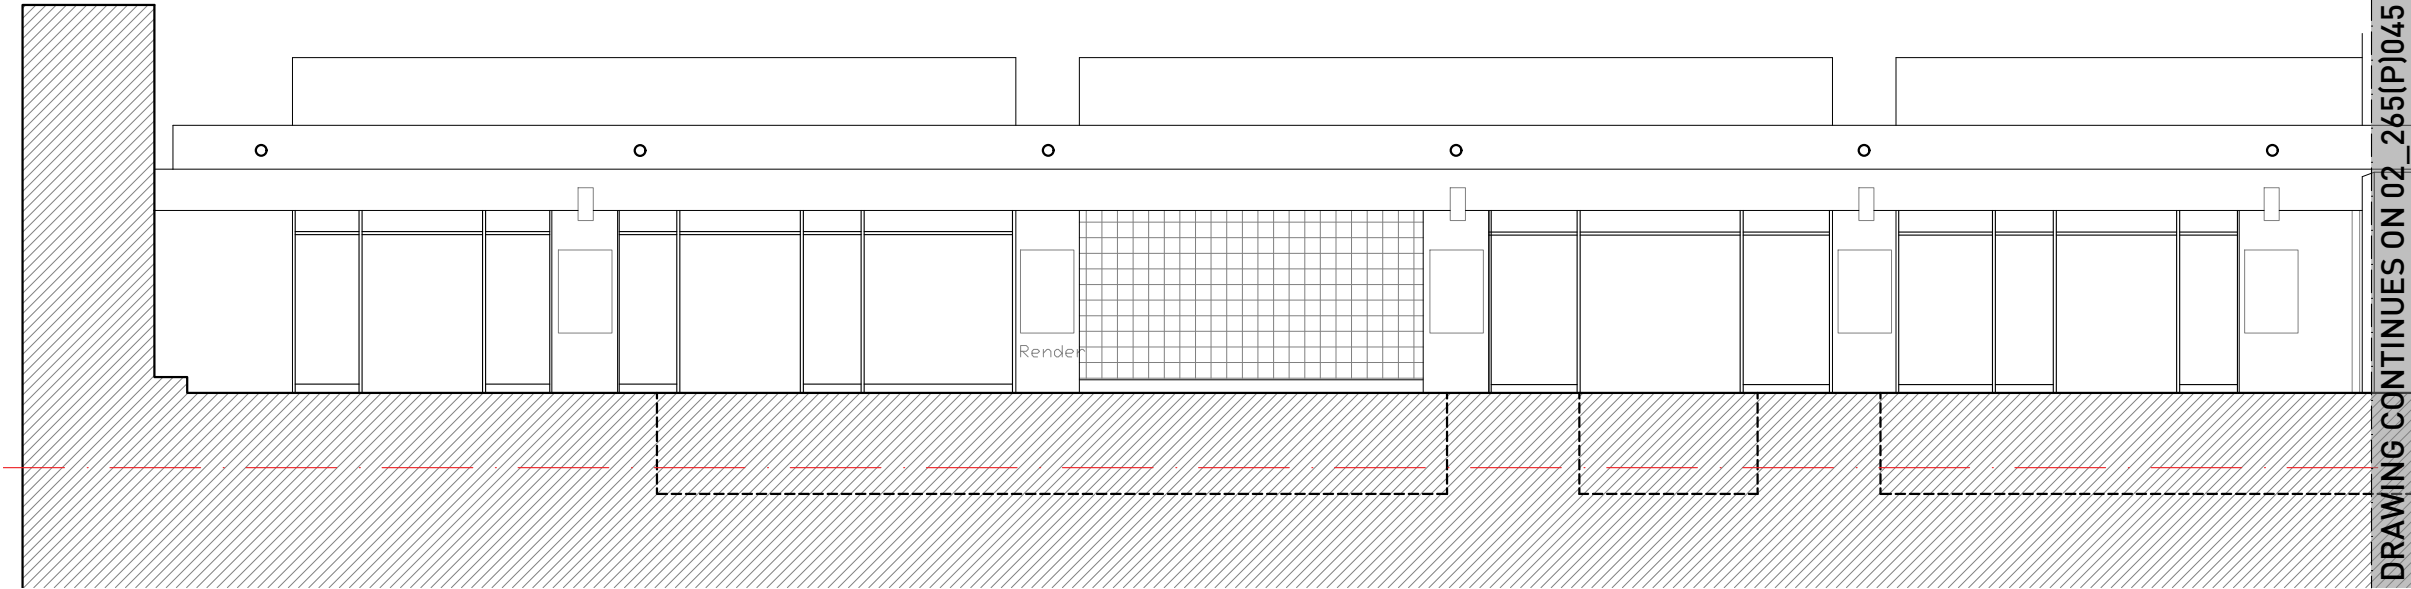 Render
DRAWING CONTINUES ON 02_265(P)045